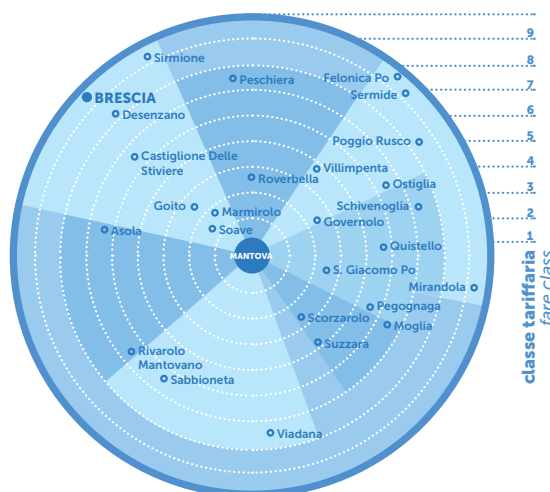 9
Sirmione
8
Felonica Po
Peschiera
7
Sermide
BRESCIA
6
Desenzano
5
Poggio Rusco
Castiglione Delle
Stiviere
4
Villimpenta
Roverbella
3
Ostiglia
Goito
Schivenoglia
2
Marmirolo
Governolo
Soave
Asola
1
Quistello
MANTOVA
S. Giacomo Po
Mirandola
Pegognaga
Scorzarolo
Moglia
Suzzara
Rivarolo
Mantovano
Sabbioneta
Viadana
classe tariffaria
fare class